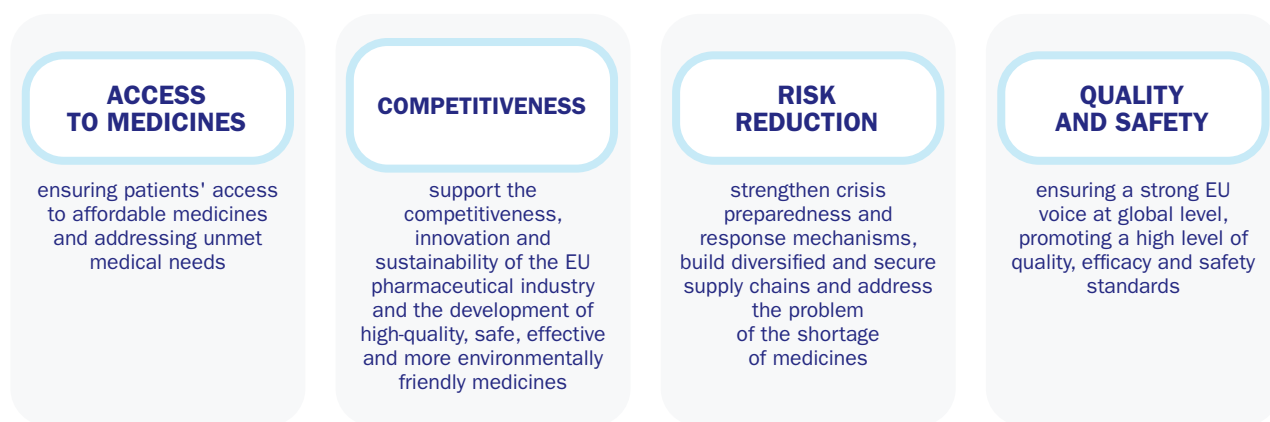 ACCESS
TO MEDICINES
ensuring patients' access
to affordable medicines
and addressing unmet
medical needs
COMPETITIVENESS
support the
competitiveness,
innovation and
sustainability of the EU
pharmaceutical industry
and the development of
high-quality, safe, effective
and more environmentally
friendly medicines
RISK
REDUCTION
strengthen crisis
preparedness and
response mechanisms,
build diversified and secure
supply chains and address
the problem
of the shortage
of medicines
QUALITY
AND SAFETY
ensuring a strong EU
voice at global level,
promoting a high level of
quality, efficacy and safety
standards